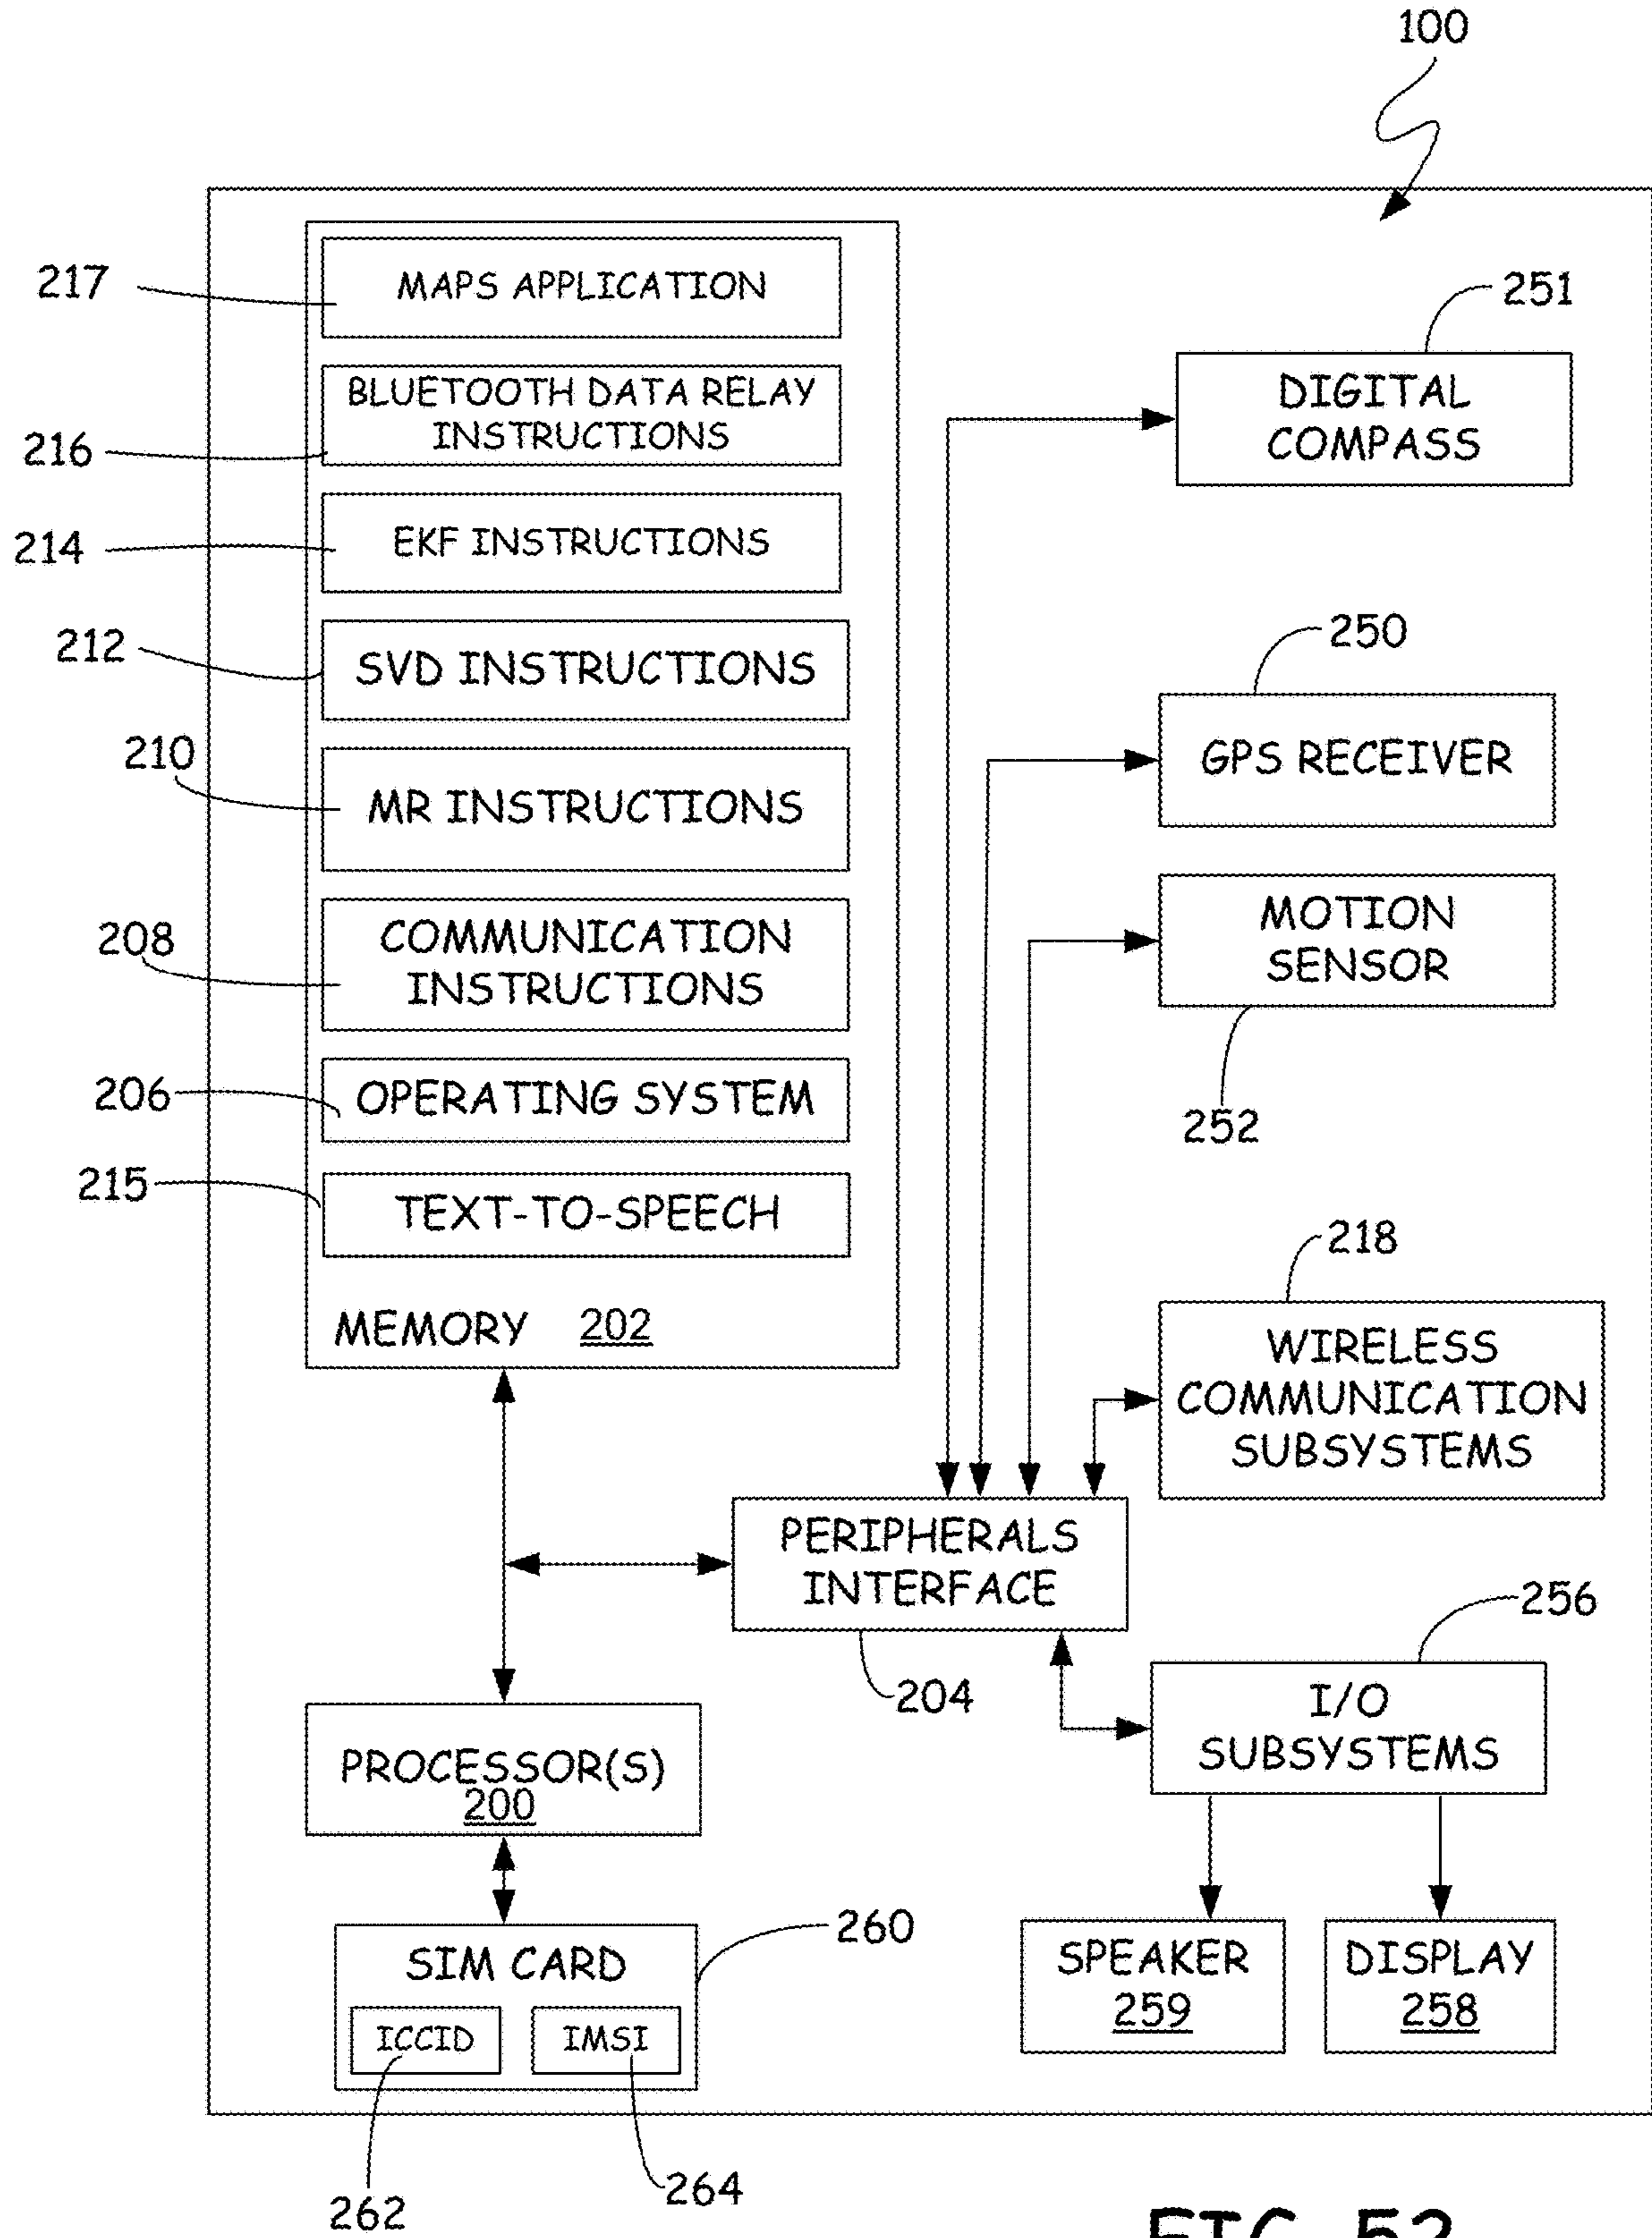 100
217
MAPS APPLICATION
251
DIGITAL
COMPASS
BLUETOOTH DATA RELAY
INSTRUCTIONS
216
214
EKF INSTRUCTIONS
212
SVD INSTRUCTIONS
250
GPS RECEIVER
210
MR INSTRUCTIONS
MOTION
SENSOR
252
208
COMMUNICATION
INSTRUCTIONS
206
OPERATING SYSTEM
215
TEXT-TO-SPEECH
218
WIRELESS
COMMUNICATION
SUBSYSTEMS
MEMORY 202
PERIPHERALS
INTERFACE
204
256
I/O
SUBSYSTEMS
PROCESSOR(S)
200
260
SIM CARD
ICCID
IMSI
SPEAKER
259
DISPLAY
258
262
264